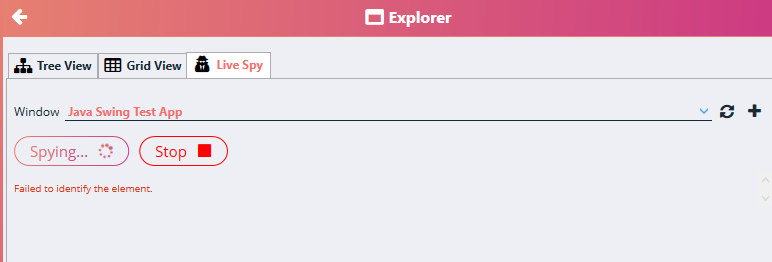 Explorer
Tree View Grid View Live Spy
Window Java Swing Test App
Spying... Stop
Failed to identify the element.